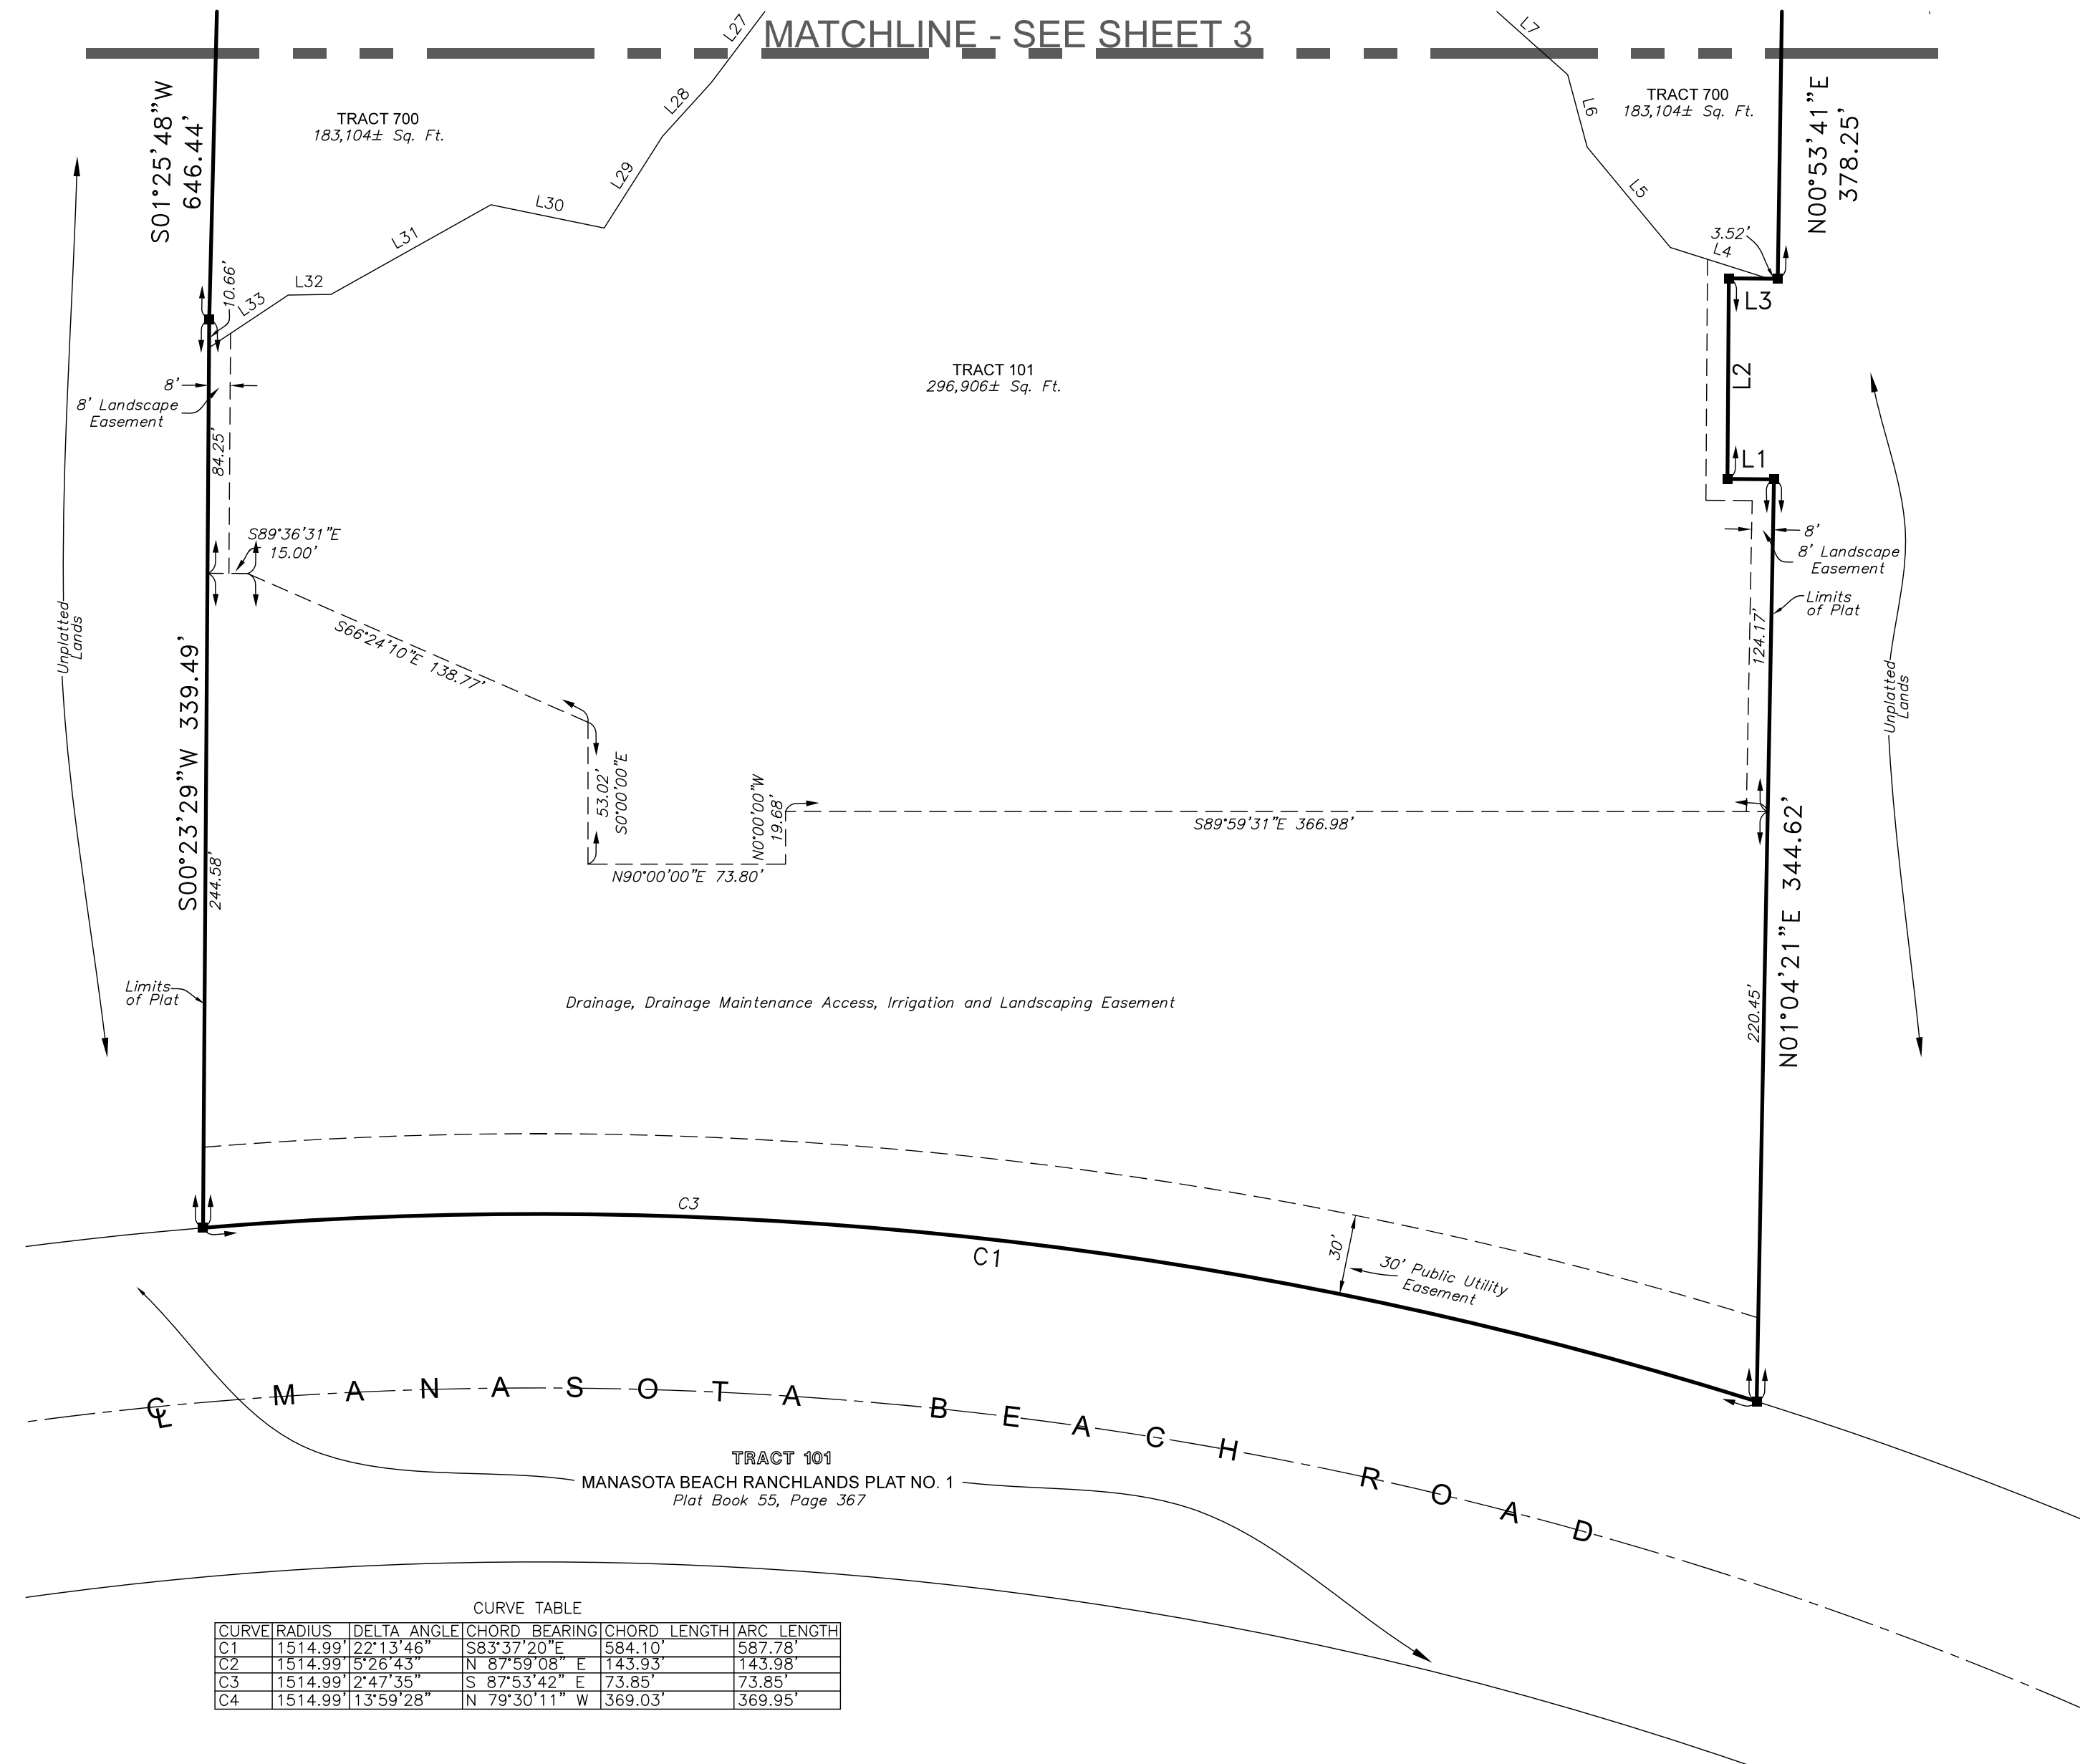 MATCHLINE - SEE SHEET 3
S01°25'48"W
646.44'
TRACT 700
183,104± Sq. Ft.
L27
L28
L29
L30
L31
L32
L33
10.66'
L7
L6
L5
TRACT 700
183,104± Sq. Ft.
N00°53'41"E
378.25'
3.52'
L4
L3
L2
L1
TRACT 101
296,906± Sq. Ft.
8'
8' Landscape
Easement
84.25'
S89°36'31"E
15.00'
Unplatted
Lands
S66°24'10"E 138.77'
S00°23'29"W 339.49'
244.58'
53.02'
S0°00'00"E
N0°00'00"W
19.68'
N90°00'00"E 73.80'
S89°59'31"E 366.98'
8'
8' Landscape
Easement
Limits
of Plat
124.17'
Unplatted
Lands
N01°04'21"E 344.62'
220.45'
Limits
of Plat
Drainage, Drainage Maintenance Access, Irrigation and Landscaping Easement
C3
C1
30'
30' Public Utility
Easement
℄ MANASOTA BEACH ROAD
TRACT 101
MANASOTA BEACH RANCHLANDS PLAT NO. 1
Plat Book 55, Page 367
CURVE TABLE
CURVE RADIUS DELTA ANGLE CHORD BEARING CHORD LENGTH ARC LENGTH
C1 1514.99' 22°13'46" S83°37'20"E 584.10' 587.78'
C2 1514.99' 5°26'43" N 87°59'08" E 143.93' 143.98'
C3 1514.99' 2°47'35" S 87°53'42" E 73.85' 73.85'
C4 1514.99' 13°59'28" N 79°30'11" W 369.03' 369.95'